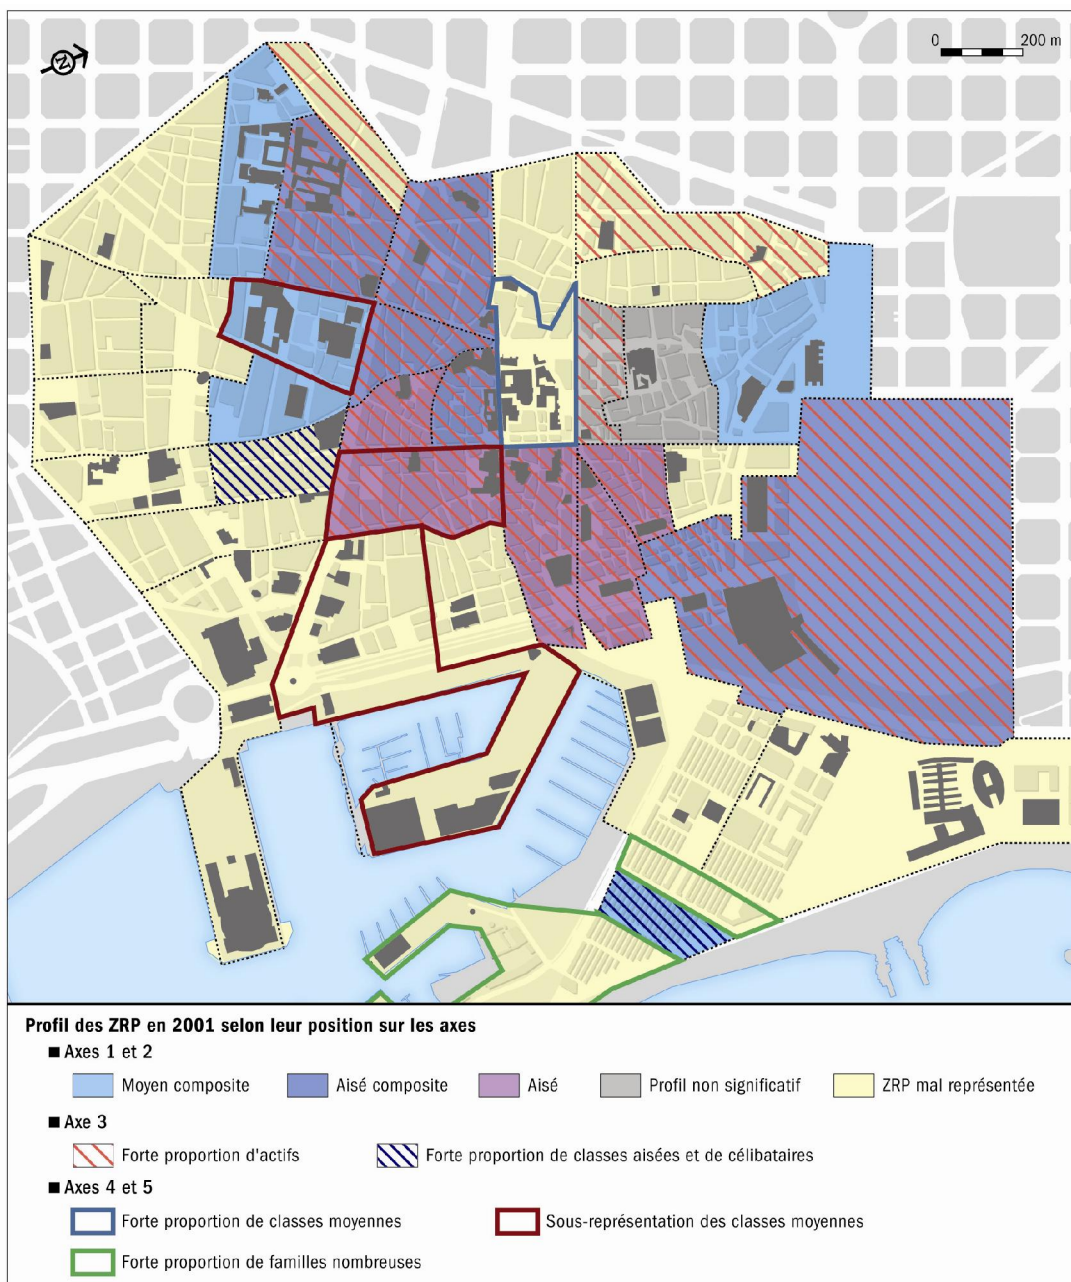 N
0 200 m
Profil des ZRP en 2001 selon leur position sur les axes
■ Axes 1 et 2
Moyen composite Aisé composite Aisé Profil non significatif ZRP mal représentée
■ Axe 3
Forte proportion d'actifs Forte proportion de classes aisées et de célibataires
■ Axes 4 et 5
Forte proportion de classes moyennes Sous-représentation des classes moyennes
Forte proportion de familles nombreuses